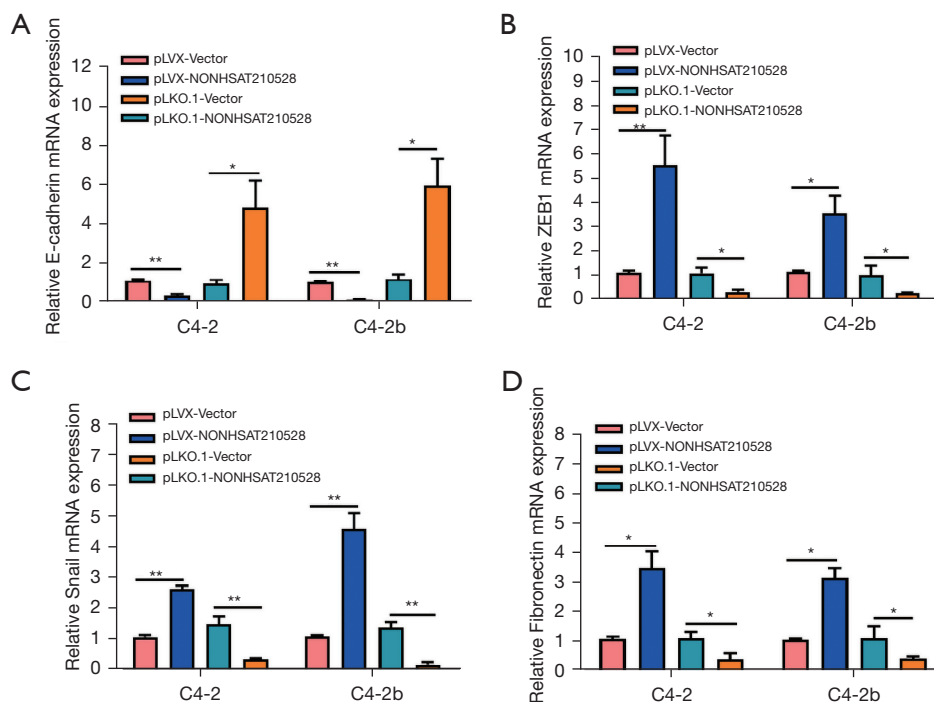 A
Relative E-cadherin mRNA expression
pLVX-Vector
pLVX-NONHSAT210528
pLKO.1-Vector
pLKO.1-NONHSAT210528
12
10
8
6
4
2
0
**
*
**
*
C4-2
C4-2b
B
Relative ZEB1 mRNA expression
pLVX-Vector
pLVX-NONHSAT210528
pLKO.1-Vector
pLKO.1-NONHSAT210528
10
9
8
7
6
5
4
3
2
1
0
**
*
*
*
C4-2
C4-2b
C
Relative Snail mRNA expression
pLVX-Vector
pLVX-NONHSAT210528
pLKO.1-Vector
pLKO.1-NONHSAT210528
8
7
6
5
4
3
2
1
0
**
**
**
**
C4-2
C4-2b
D
Relative Fibronectin mRNA expression
pLVX-Vector
pLVX-NONHSAT210528
pLKO.1-Vector
pLKO.1-NONHSAT210528
8
7
6
5
4
3
2
1
0
*
*
*
*
C4-2
C4-2b